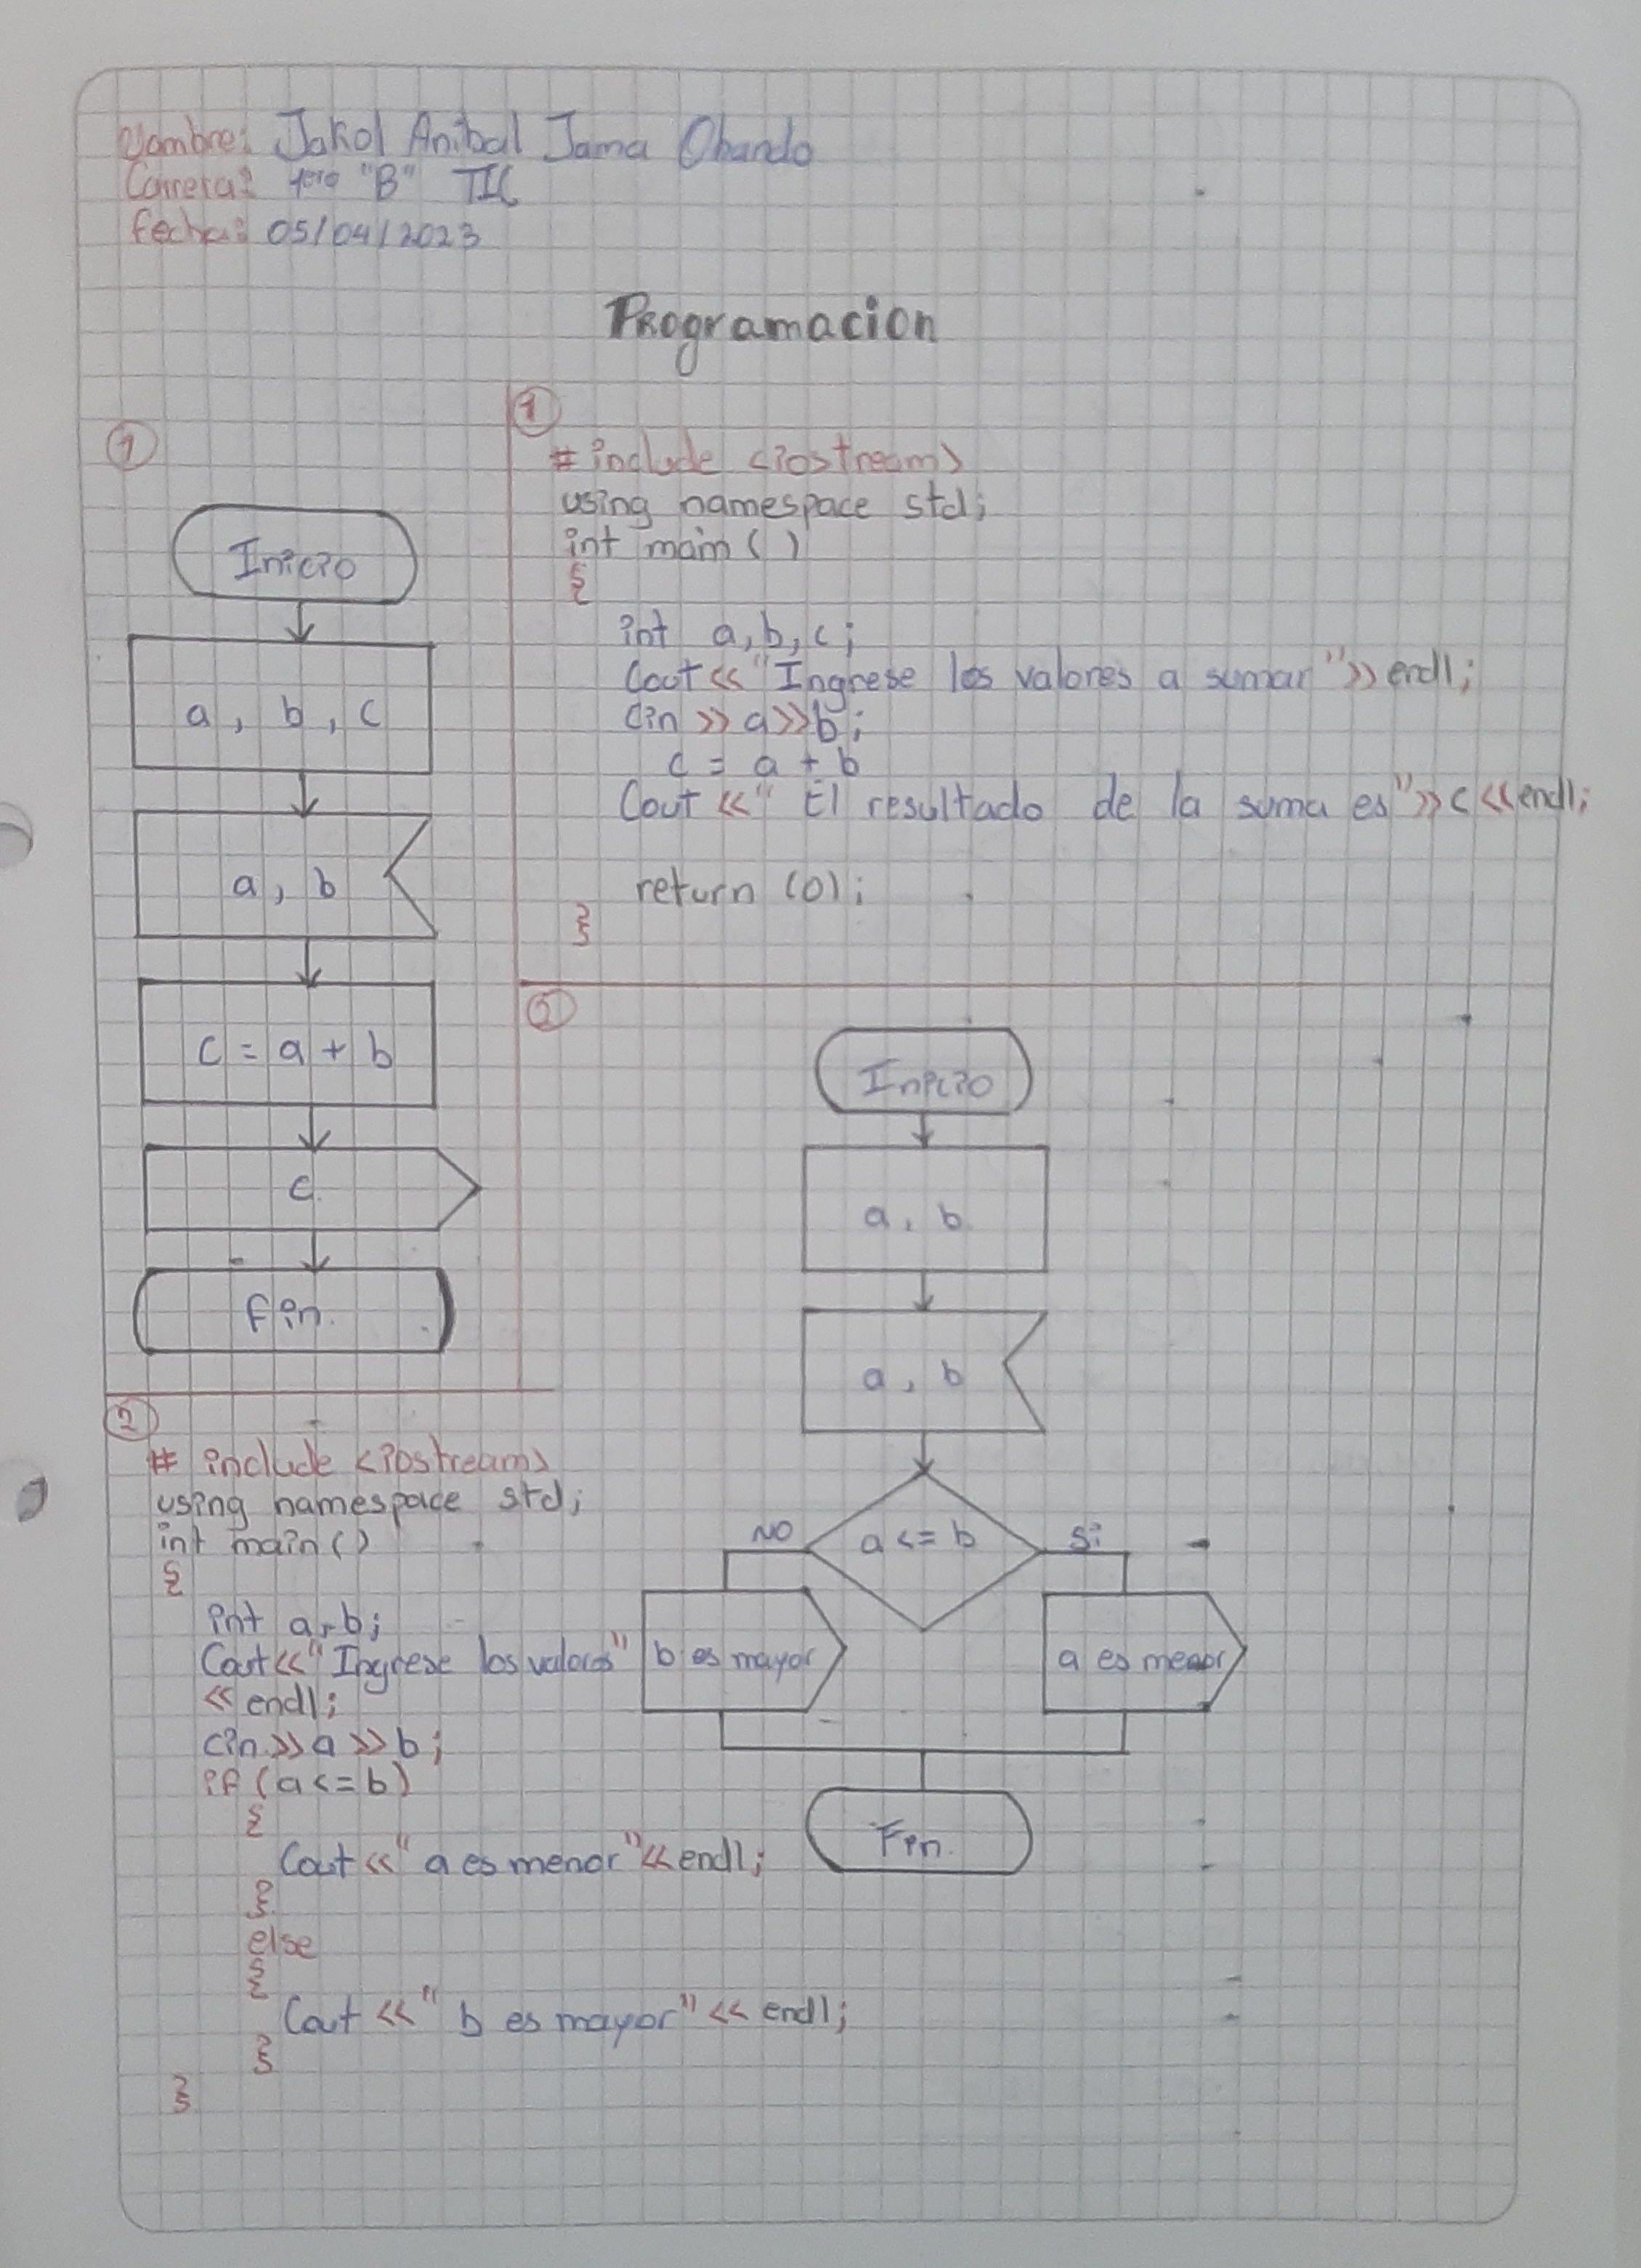 Nombre: Jakol Anibal Jama Obando
Carrera: 1ero "B" TIC
Fecha: 05/04/2023
Programacion
1
Inicio
a, b, c
a, b
c = a + b
c.
Fin.
1
# include <iostream>
using namespace std;
int main ( )
{
int a, b, c;
Cout << "Ingrese los valores a sumar" >> endl;
Cin >> a >> b;
c = a + b
Cout << " El resultado de la suma es" >> c << endl;
return (0);
}
2
Inicio
a, b
a, b
a <= b
NO
Si
b es mayor
a es menor
Fin.
2
# include <iostream>
using namespace std;
int main ( )
{
int a, b;
Cout << "Ingrese los valores"
<< endl;
Cin >> a >> b;
if (a <= b)
{
Cout << " a es menor" << endl;
}
else
{
Cout << " b es mayor" << endl;
}
}